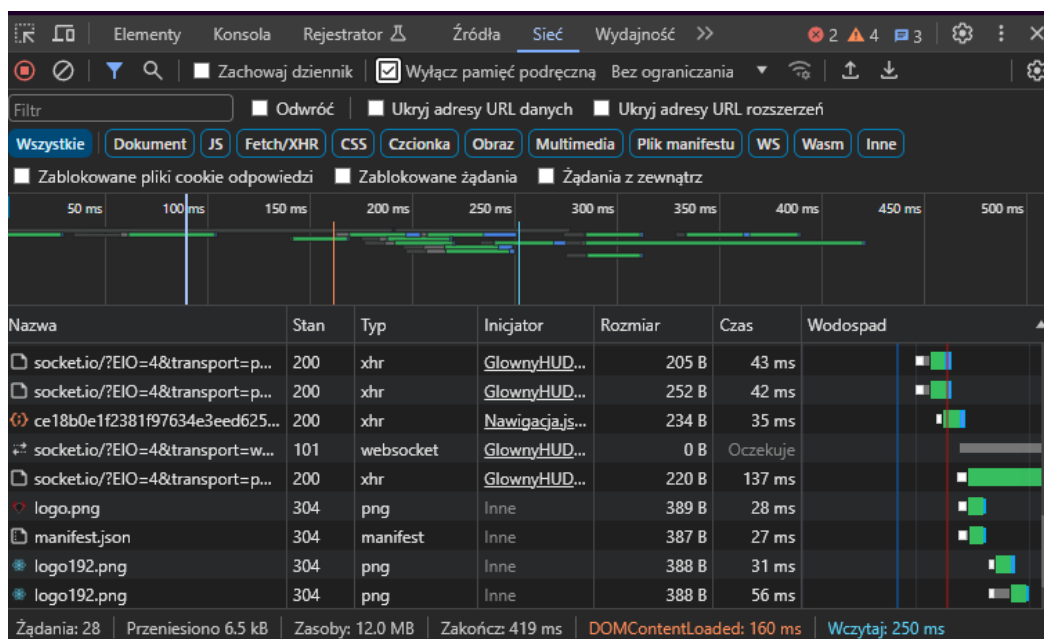 Elementy Konsola Rejestrator Źródła Sieć Wydajność >> 2 4 3
Zachowaj dziennik Wyłącz pamięć podręczną Bez ograniczania
Filtr Odwróć Ukryj adresy URL danych Ukryj adresy URL rozszerzeń
Wszystkie Dokument JS Fetch/XHR CSS Czcionka Obraz Multimedia Plik manifestu WS Wasm Inne
Zablokowane pliki cookie odpowiedzi Zablokowane żądania Żądania z zewnątrz
50 ms 100 ms 150 ms 200 ms 250 ms 300 ms 350 ms 400 ms 450 ms 500 ms
Nazwa Stan Typ Inicjator Rozmiar Czas Wodospad
socket.io/?EIO=4&transport=p... 200 xhr GlownyHUD... 205 B 43 ms
socket.io/?EIO=4&transport=p... 200 xhr GlownyHUD... 252 B 42 ms
ce18b0e1f2381f97634e3eed625... 200 xhr Nawigacja.js... 234 B 35 ms
socket.io/?EIO=4&transport=w... 101 websocket GlownyHUD... 0 B Oczekuje
socket.io/?EIO=4&transport=p... 200 xhr GlownyHUD... 220 B 137 ms
logo.png 304 png Inne 389 B 28 ms
manifest.json 304 manifest Inne 387 B 27 ms
logo192.png 304 png Inne 388 B 31 ms
logo192.png 304 png Inne 388 B 56 ms
Żądania: 28 Przeniesiono 6.5 kB Zasoby: 12.0 MB Zakończ: 419 ms DOMContentLoaded: 160 ms Wczytaj: 250 ms